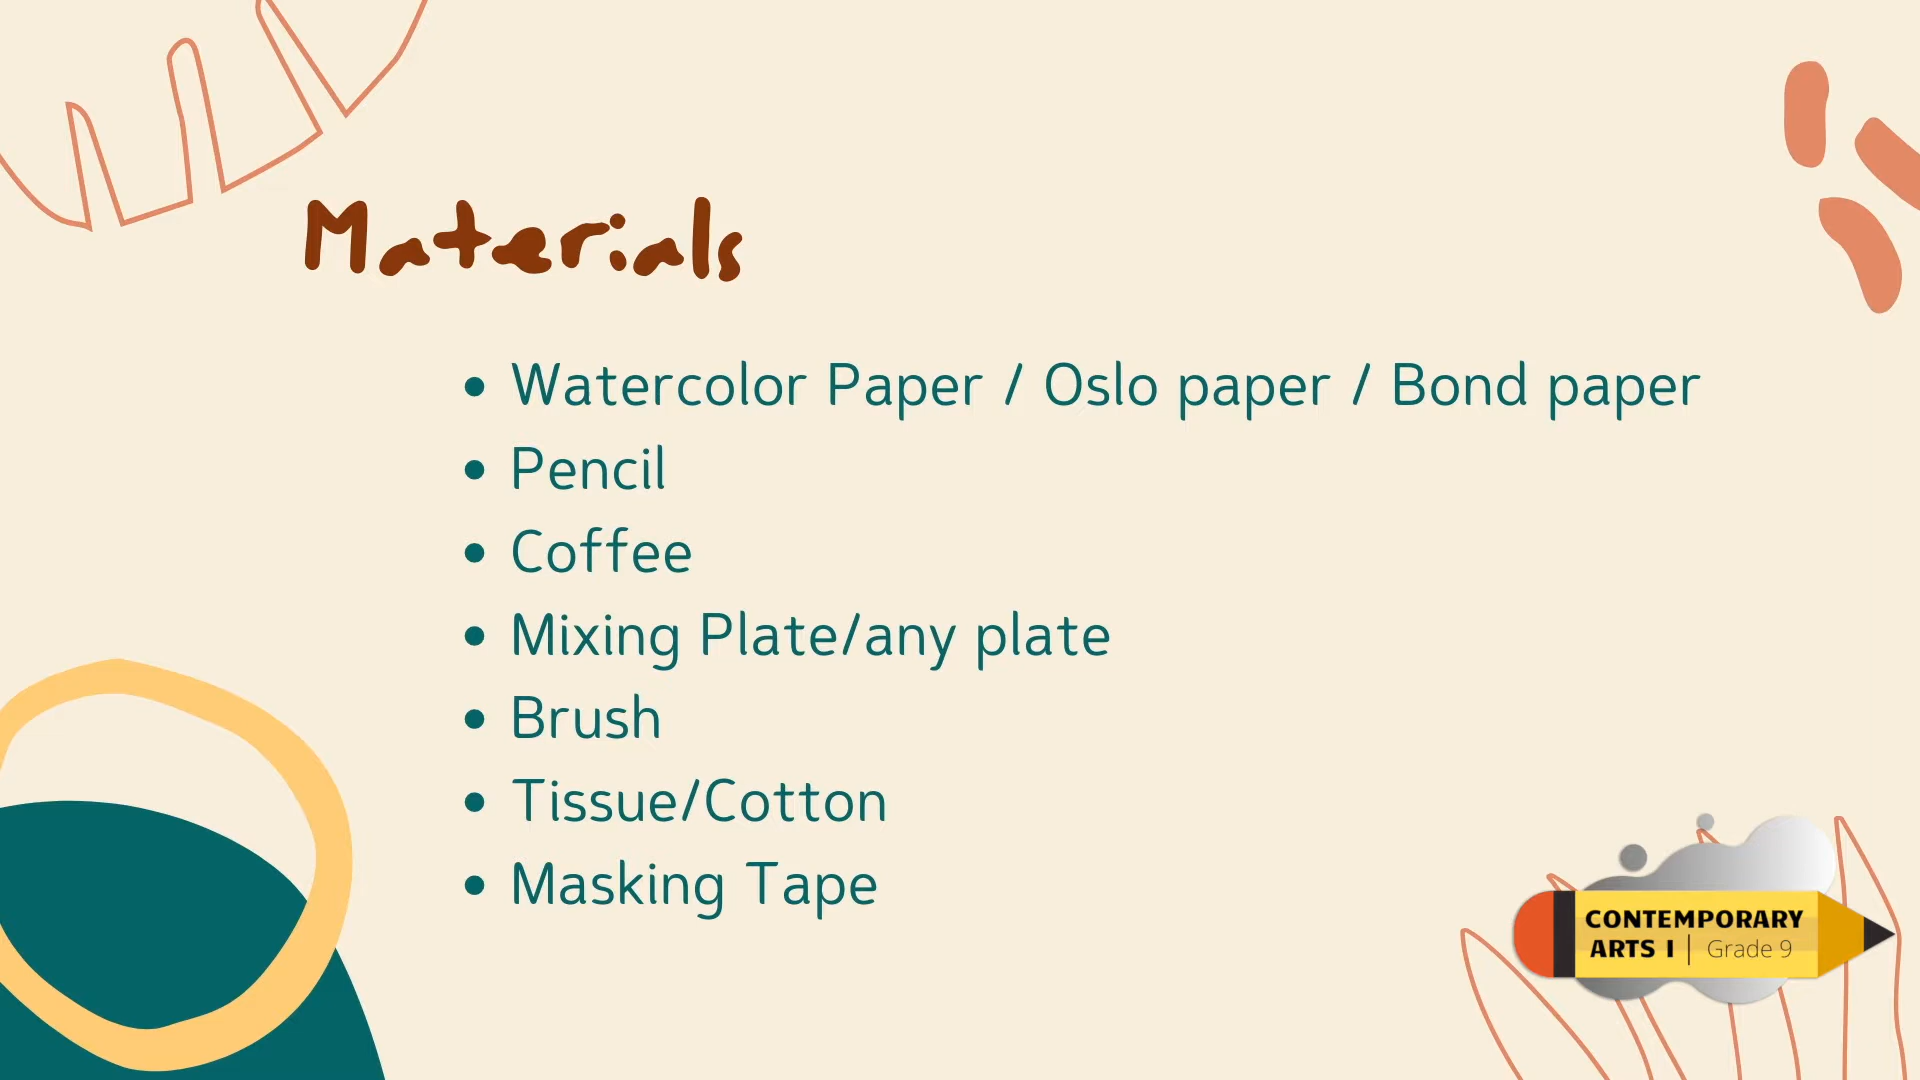 Materials
• Watercolor Paper / Oslo paper / Bond paper
• Pencil
• Coffee
• Mixing Plate/any plate
• Brush
• Tissue/Cotton
• Masking Tape
CONTEMPORARY
ARTS I | Grade 9